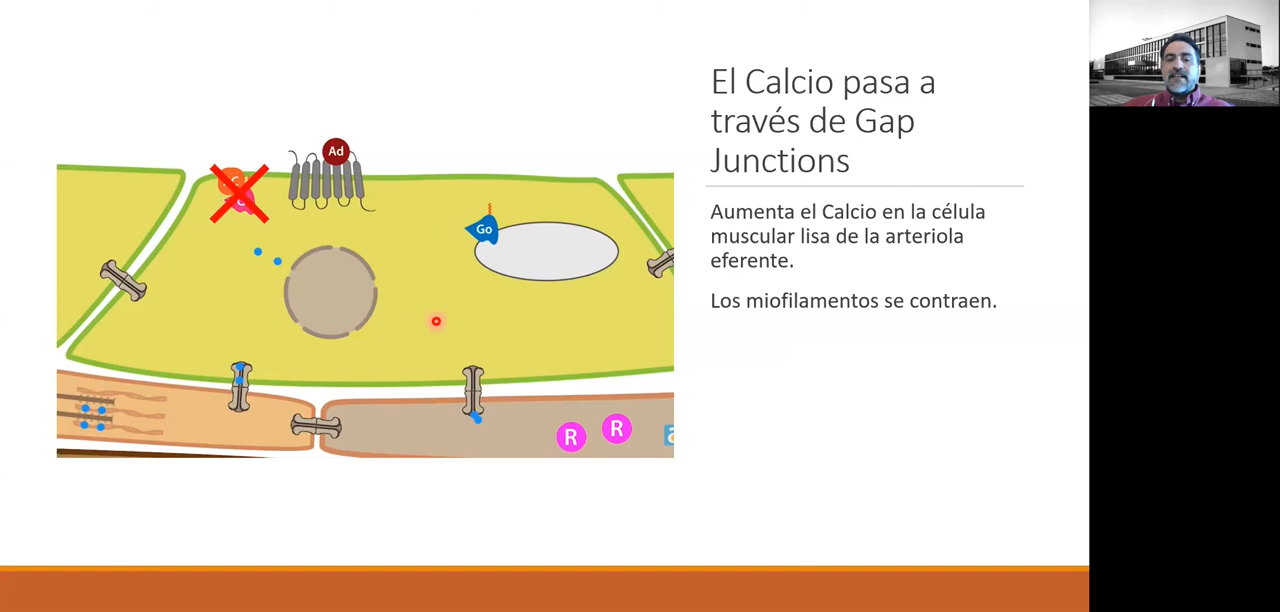 El Calcio pasa a
través de Gap
Junctions
Aumenta el Calcio en la célula
muscular lisa de la arteriola
eferente.
Los miofilamentos se contraen.
Ad
Go
R
R